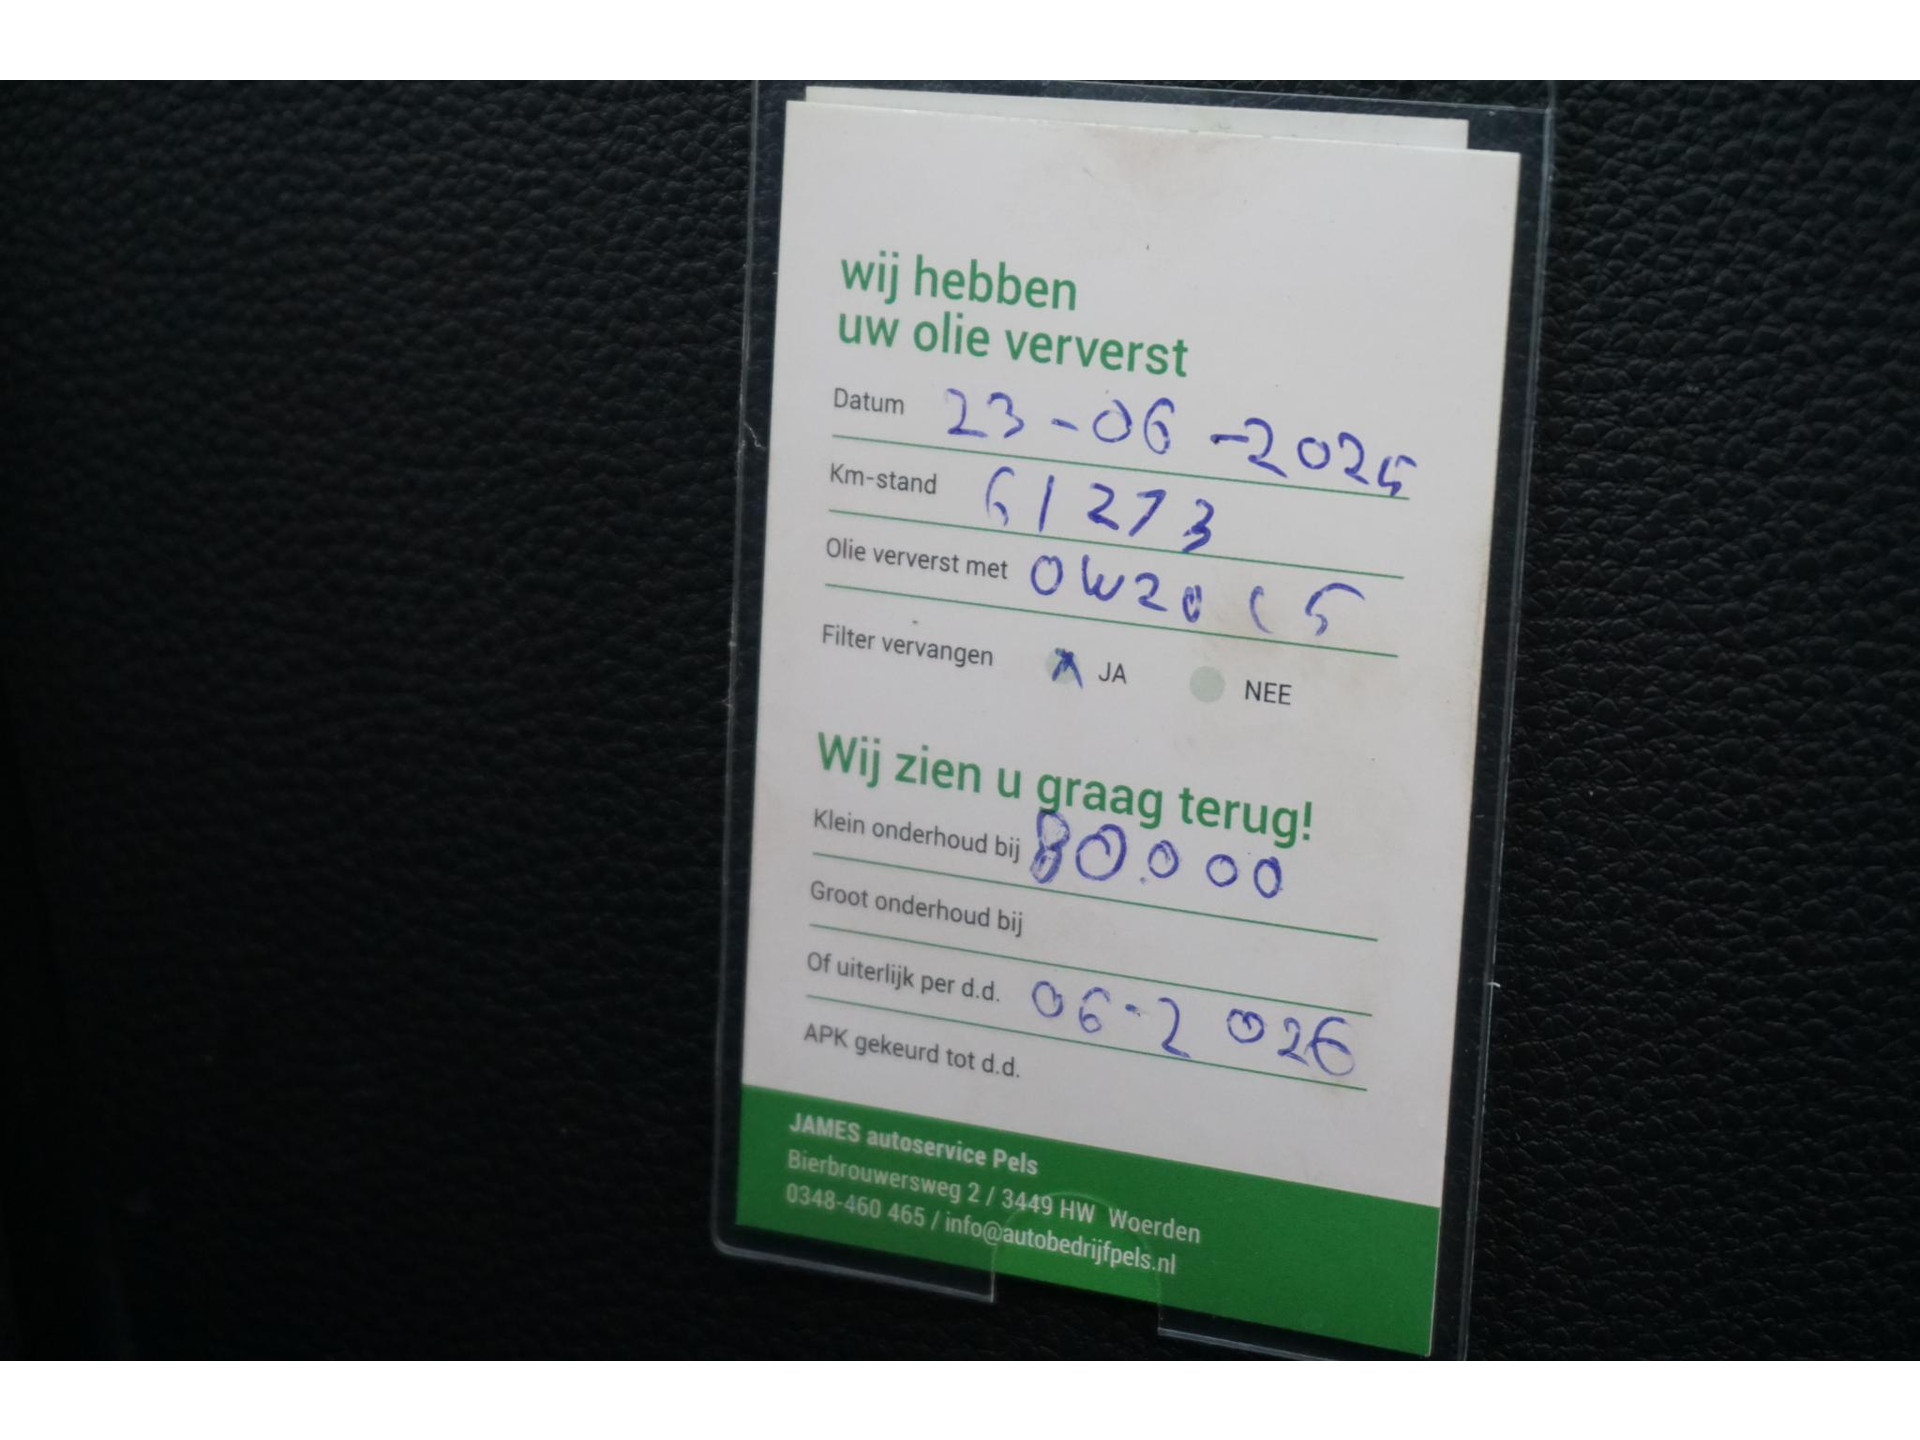 wij hebben
uw olie ververst
Datum 23-06-2025
Km-stand 61273
Olie ververst met 0W20 C5
Filter vervangen X JA NEE
Wij zien u graag terug!
Klein onderhoud bij 80.000
Groot onderhoud bij
Of uiterlijk per d.d. 06-2026
APK gekeurd tot d.d.
JAMES autoservice Pels
Bierbrouwersweg 2 / 3449 HW Woerden
0348-460 465 / info@autobedrijfpels.nl